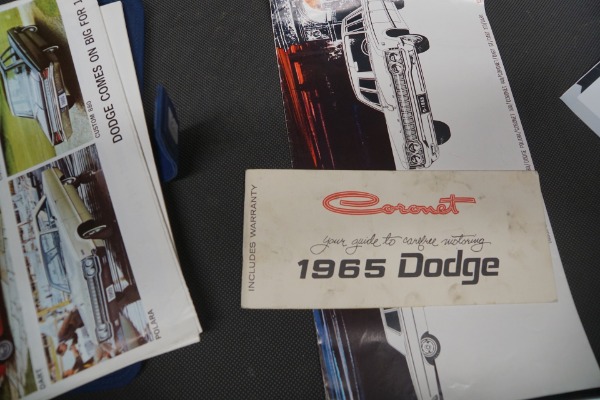 DODGE COMES ON BIG FOR 1
CUSTOM 880
POLARA
DART
INCLUDES WARRANTY
Coronet
your guide to carefree motoring
1965 Dodge